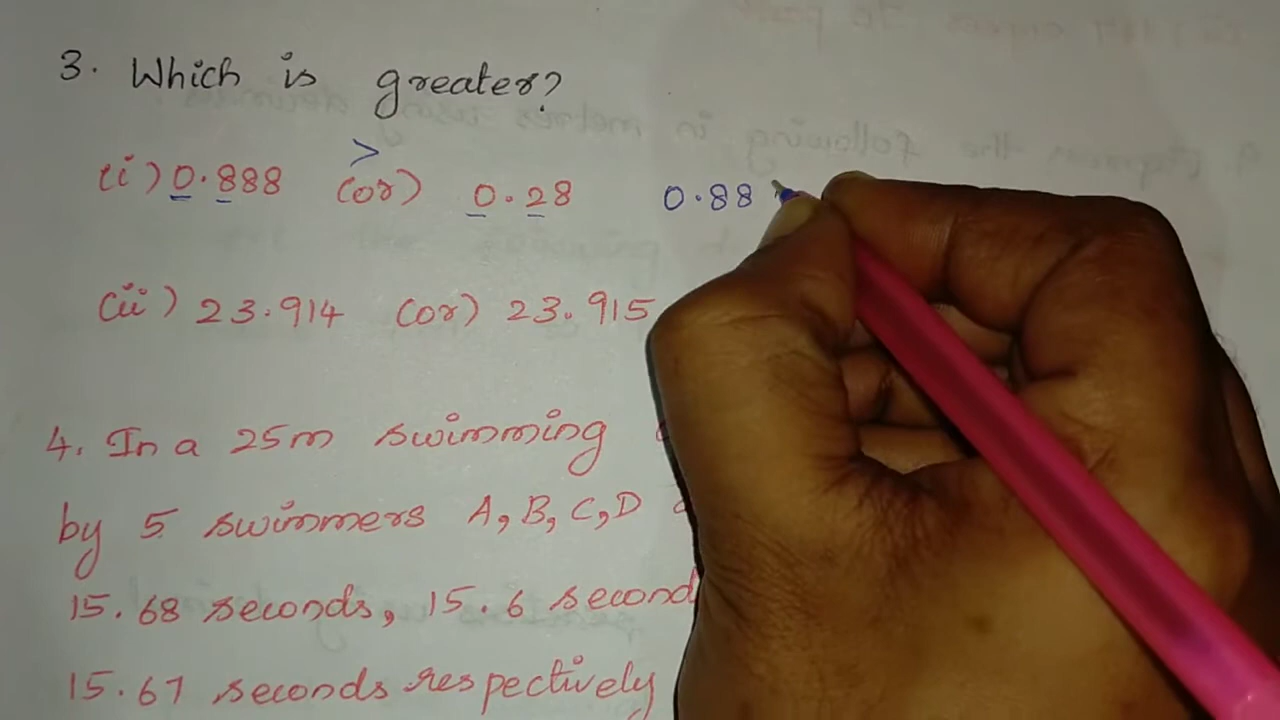 3. Which is greater?
>
(i) 0.888 (or) 0.28 0.88
(ii) 23.914 (or) 23.915
4. In a 25m swimming
by 5 swimmers A, B, C, D
15.68 seconds, 15.6 second
15.67 seconds respectively